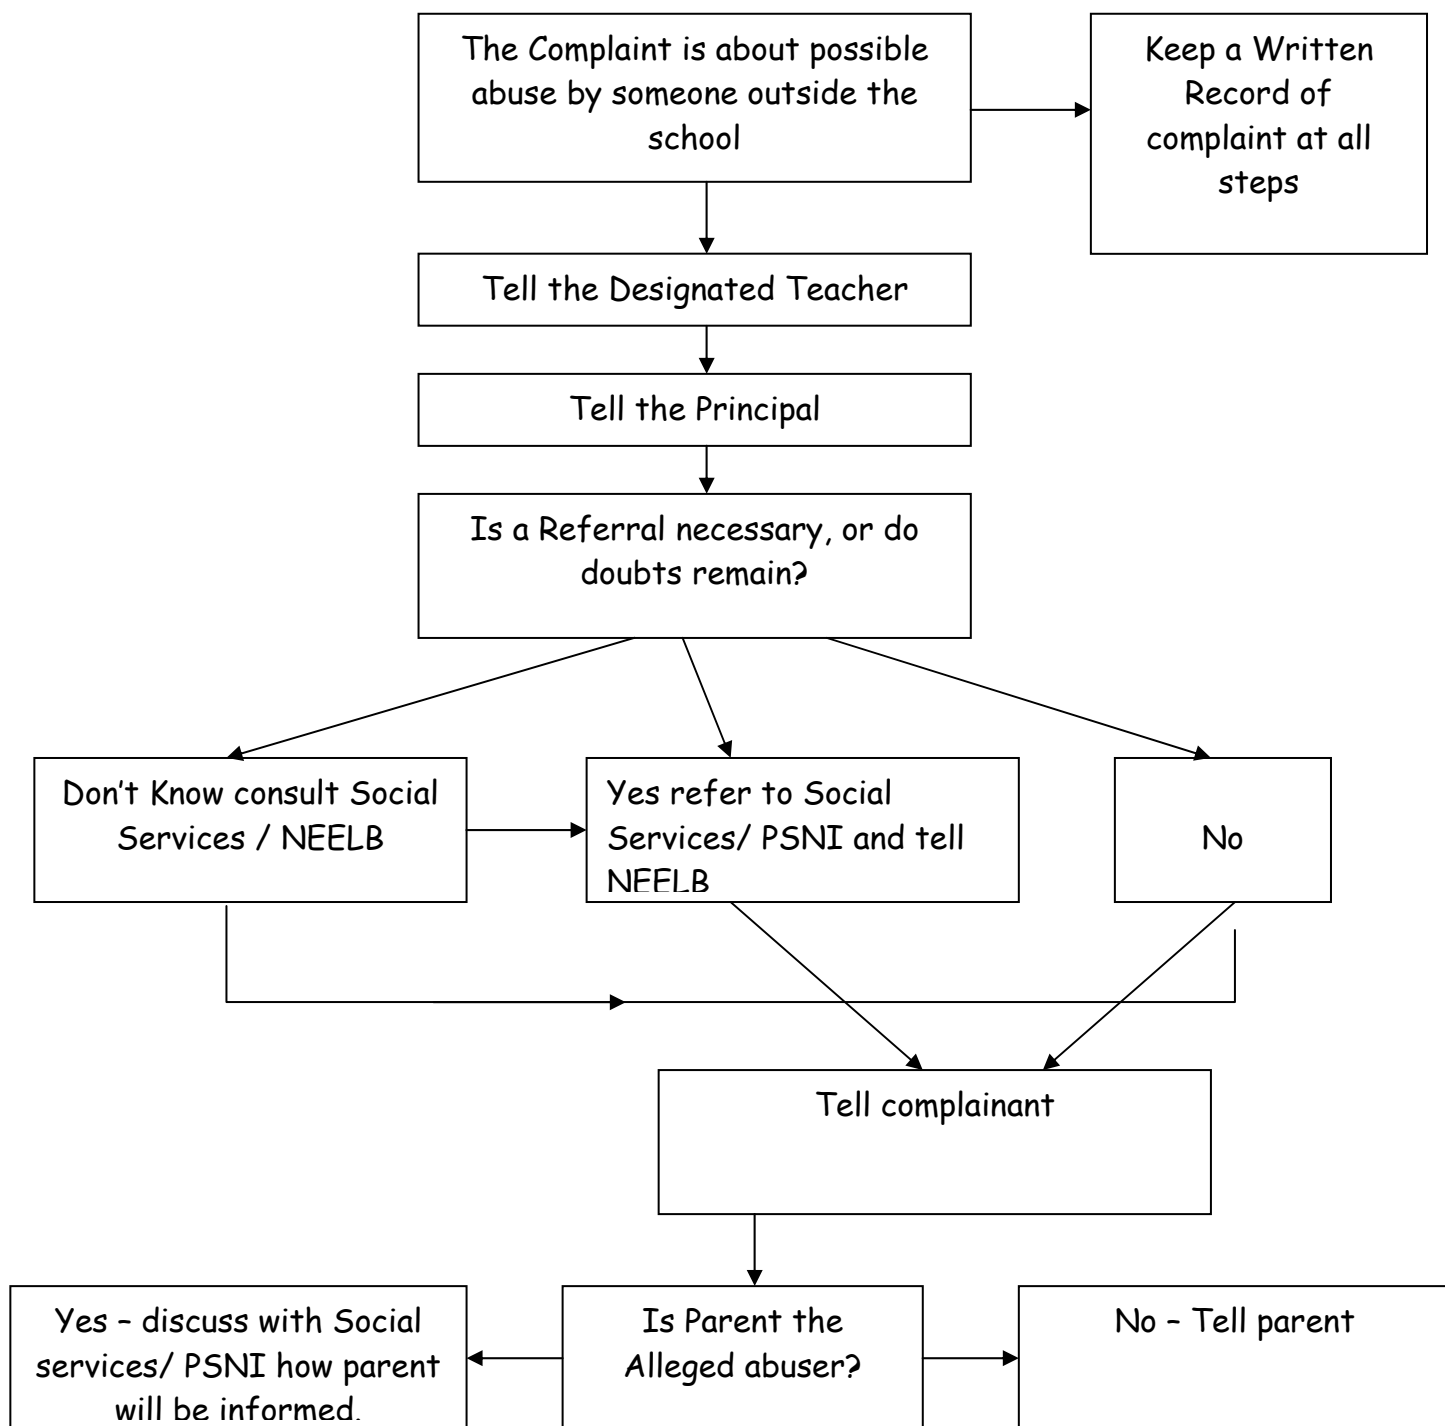 The Complaint is about possible
abuse by someone outside the
school
Keep a Written
Record of
complaint at all
steps
Tell the Designated Teacher
Tell the Principal
Is a Referral necessary, or do
doubts remain?
Don't Know consult Social
Services / NEELB
Yes refer to Social
Services/ PSNI and tell
NEELB
No
Tell complainant
Yes – discuss with Social
services/ PSNI how parent
will be informed.
Is Parent the
Alleged abuser?
No – Tell parent